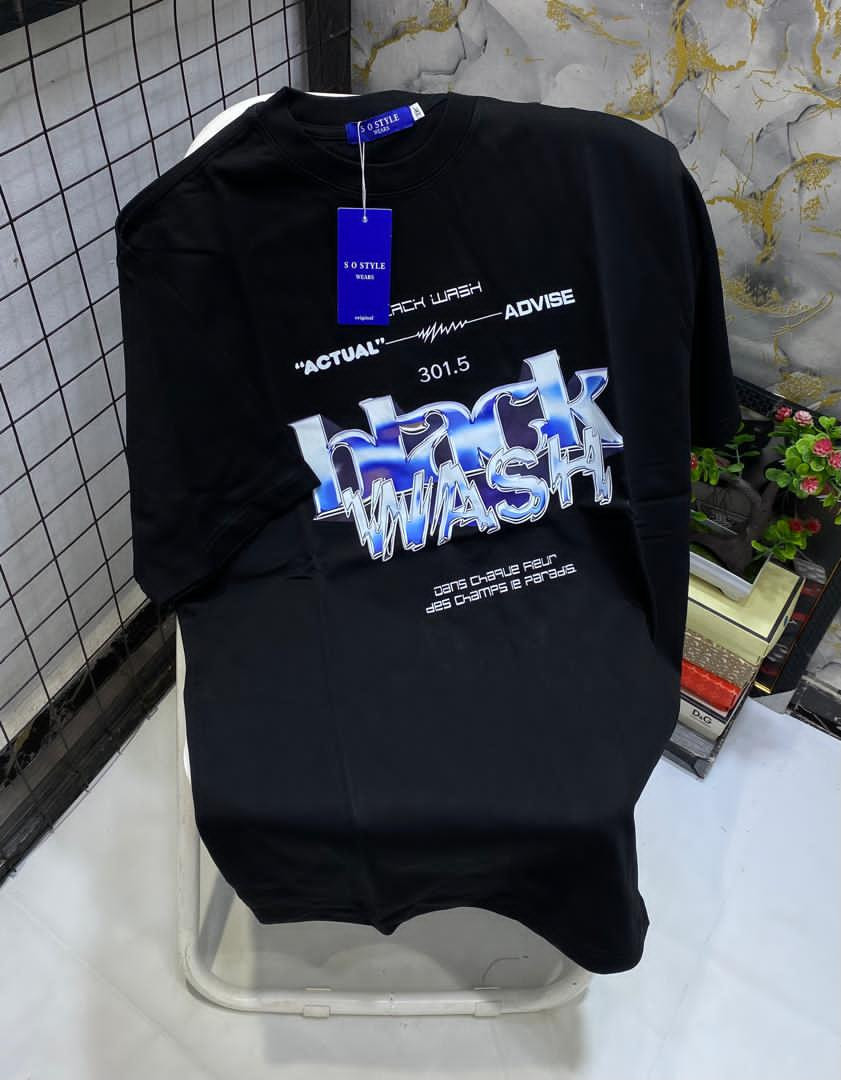 S O STYLE
WEARS
S O STYLE
WEARS
original
WASH
"ACTUAL" ADVISE
301.5
black
WASH
Dans chaque fleur
des champs le paradis.
D&G